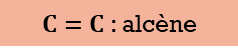 C = C : alcène